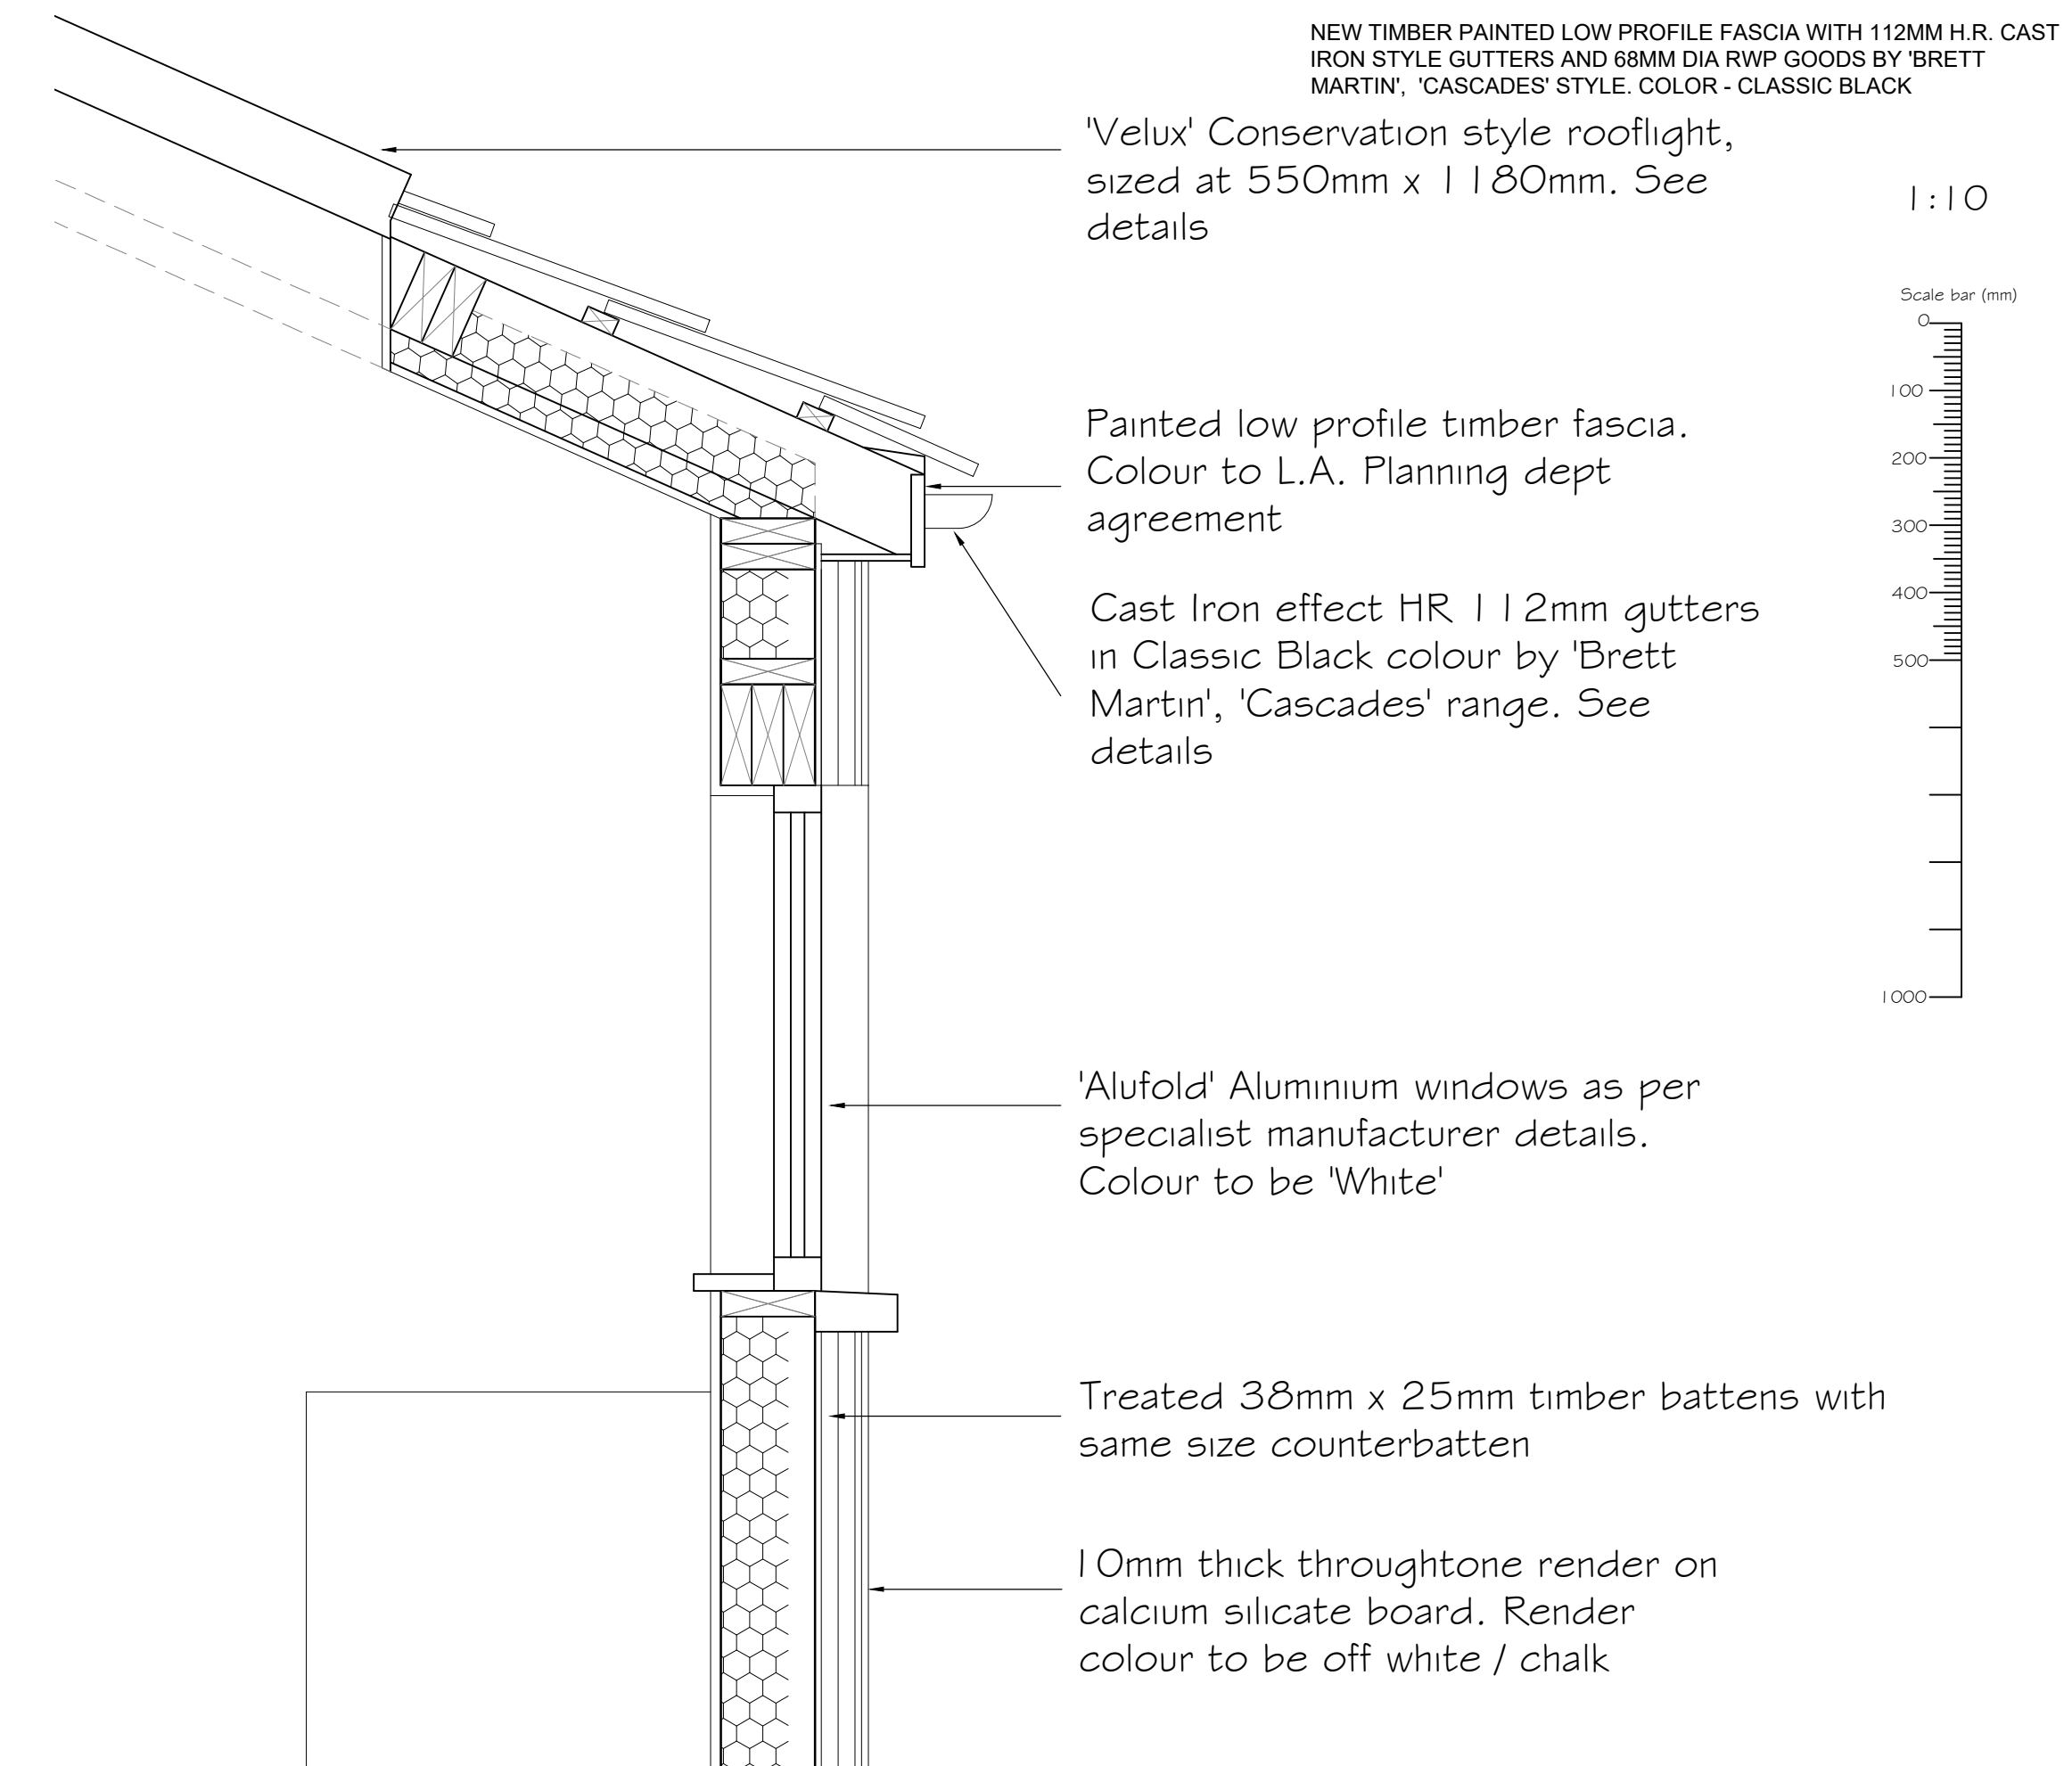 NEW TIMBER PAINTED LOW PROFILE FASCIA WITH 112MM H.R. CAST
IRON STYLE GUTTERS AND 68MM DIA RWP GOODS BY 'BRETT
MARTIN', 'CASCADES' STYLE. COLOR - CLASSIC BLACK
'Velux' Conservation style rooflight,
sized at 550mm x 1180mm. See
details
1:10
Scale bar (mm)
0
100
200
300
400
500
1000
Painted low profile timber fascia.
Colour to L.A. Planning dept
agreement
Cast Iron effect HR 112mm gutters
in Classic Black colour by 'Brett
Martin', 'Cascades' range. See
details
'Alufold' Aluminium windows as per
specialist manufacturer details.
Colour to be 'White'
Treated 38mm x 25mm timber battens with
same size counterbatten
10mm thick throughtone render on
calcium silicate board. Render
colour to be off white / chalk